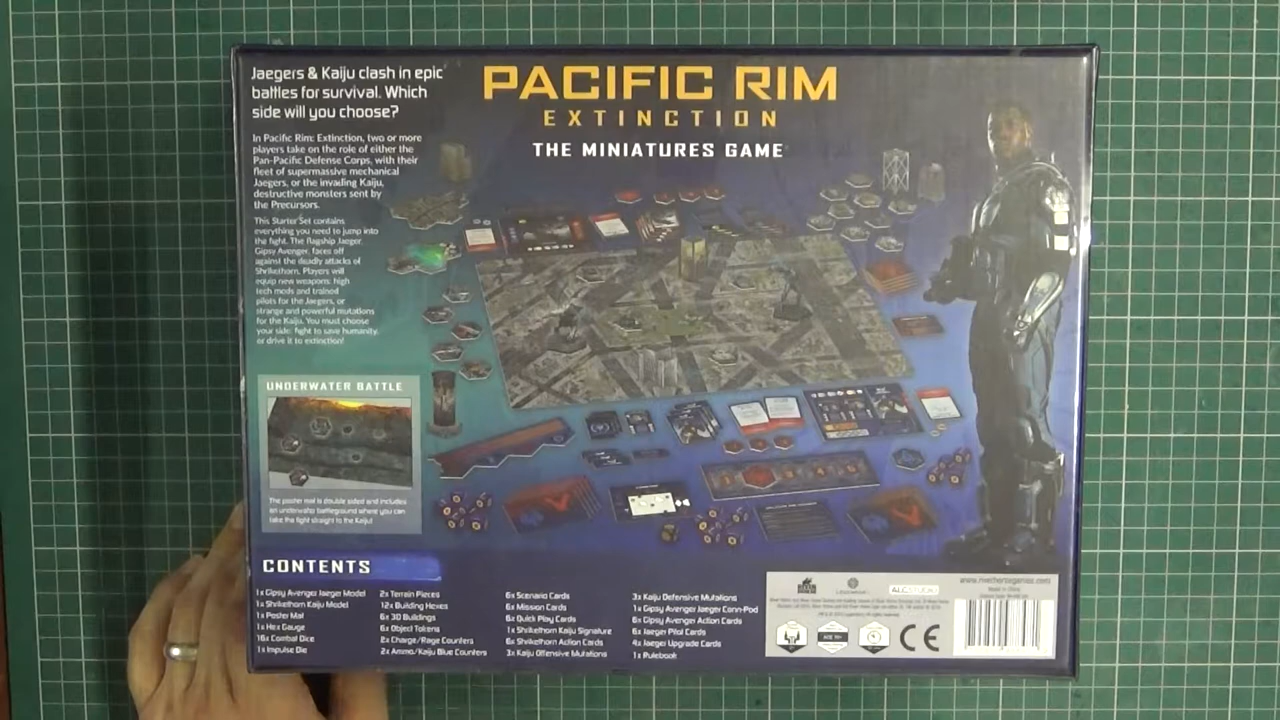 Jaegers & Kaiju clash in epic
battles for survival. Which
side will you choose?
PACIFIC RIM
EXTINCTION
THE MINIATURES GAME
In Pacific Rim: Extinction, two or more
players take on the role of either the
Pan-Pacific Defense Corps, with their
fleet of supermassive mechanical
Jaegers, or the invading Kaiju,
destructive monsters sent by
the Precursors.
This Starter Set contains
everything you need to jump into
the fight. The flagship Jaeger
Gipsy Avenger, faces off
against the deadly attacks of
Shrikethorn. Players will
equip new weapons: high
tech mods and trained
pilots for the Jaegers, or
strange and powerful mutations
for the Kaiju. You must choose
your side: fight to save humanity,
or drive it to extinction!
UNDERWATER BATTLE
The poster mat is double sided and includes
an underwater battleground where you can
take the fight straight to the Kaiju!
CONTENTS
1x Gipsy Avenger Jaeger Model
1x Shrikethorn Kaiju Model
1x Poster Mat
1x Hex Gauge
16x Combat Dice
1x Impulse Die
2x Terrain Pieces
12x Building Hexes
6x 3D Buildings
6x Object Tokens
2x Charge/Rage Counters
2x Ammo/Kaiju Blue Counters
6x Scenario Cards
6x Mission Cards
6x Quick Play Cards
1x Shrikethorn Kaiju Signature
6x Shrikethorn Action Cards
3x Kaiju Offensive Mutations
3x Kaiju Defensive Mutations
1x Gipsy Avenger Jaeger Conn-Pod
6x Gipsy Avenger Action Cards
6x Jaeger Pilot Cards
4x Jaeger Upgrade Cards
1x Rulebook
www.riverhorsegames.com
CE